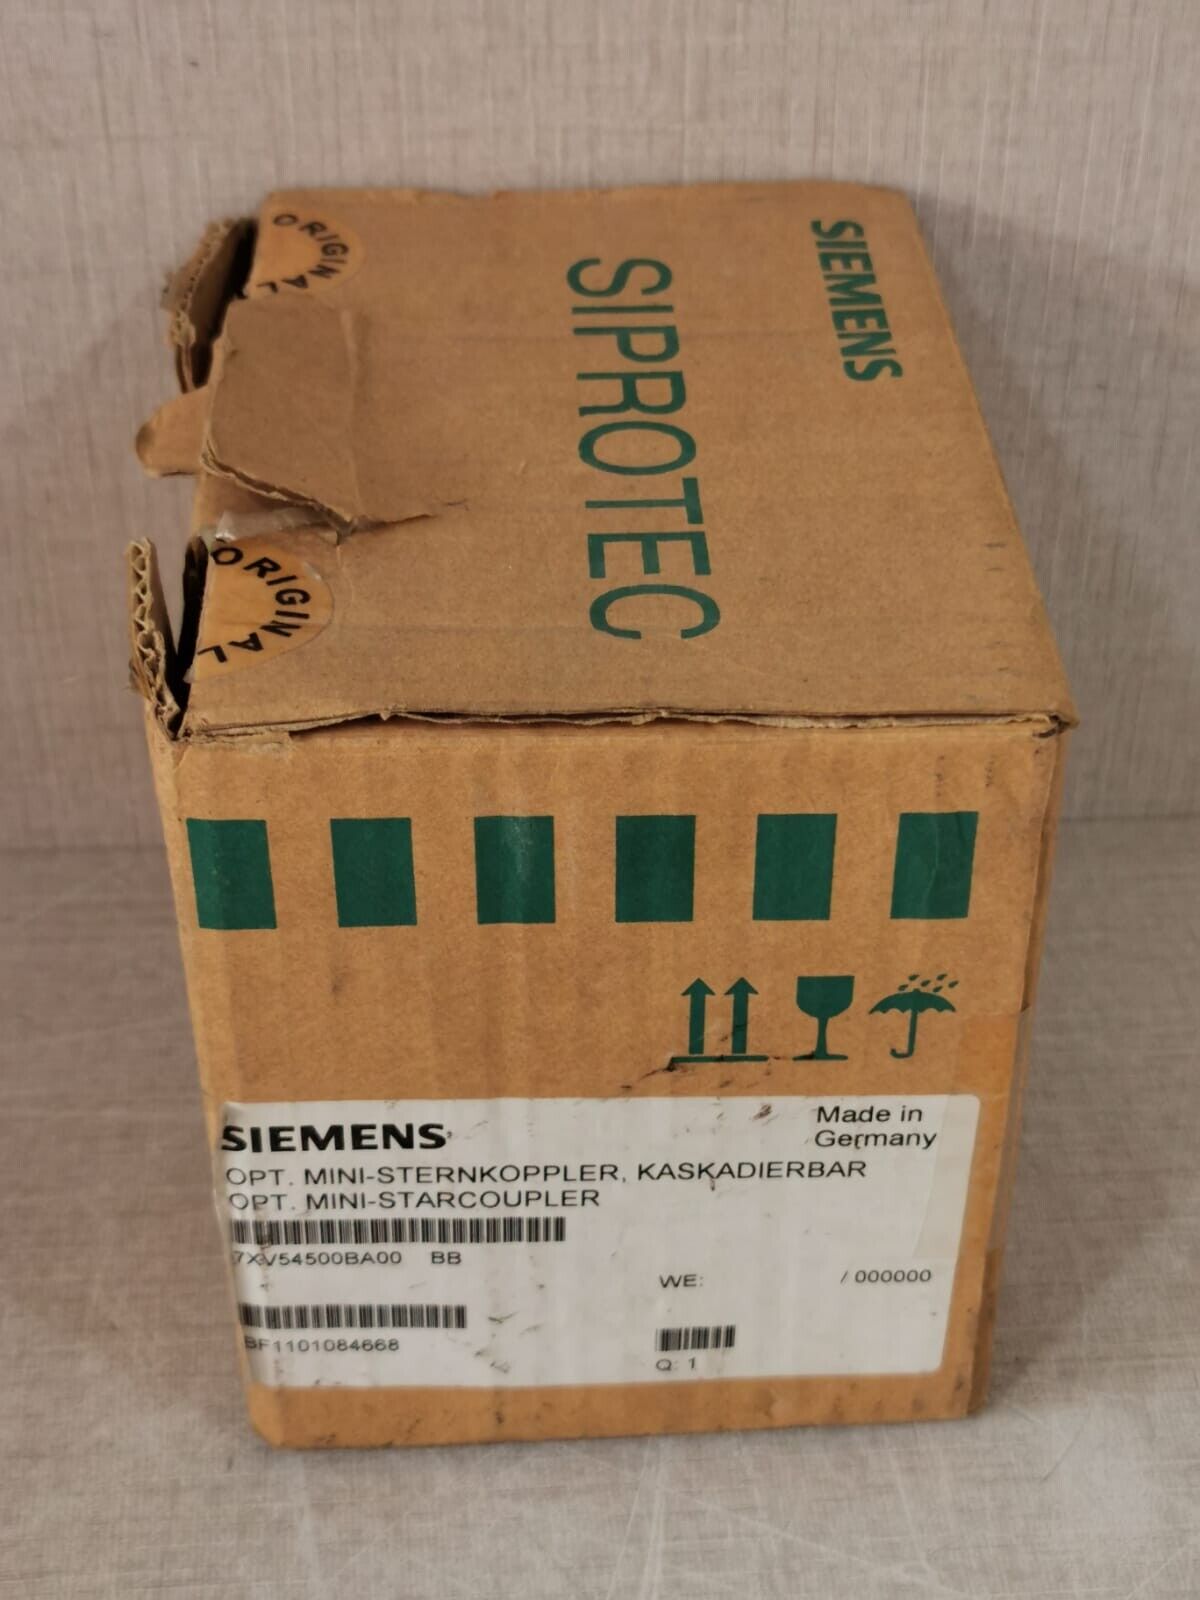 ORIGINAL
SIEMENS
SIPROTEC
ORIGINAL
SIEMENS
Made in
Germany
OPT. MINI-STERNKOPPLER, KASKADIERBAR
OPT. MINI-STARCOUPLER
7XV54500BA00 BB
WE: / 000000
BF1101084668
Q: 1